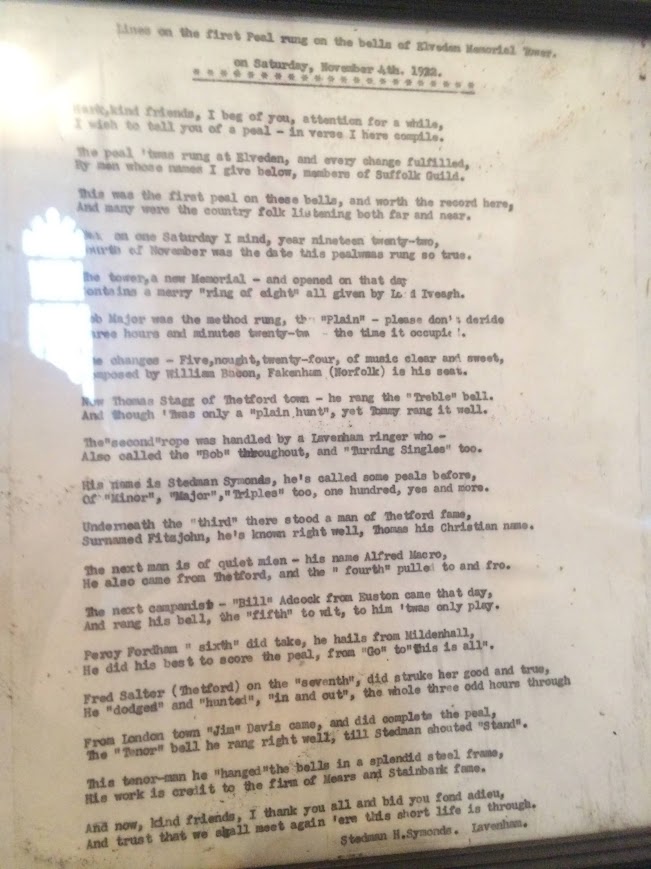 Lines on the first Peal rung on the bells of Elveden Memorial Tower.
on Saturday, November 4th. 1922.
kind friends, I beg of you, attention for a while,
I wish to tell you of a peal - in verse I here compile.
The peal 'twas rung at Elveden, and every change fulfilled,
By men whose names I give below, members of Suffolk Guild.
This was the first peal on these bells, and worth the record here,
And many were the country folk listening both far and near.
on one Saturday I mind, year nineteen twenty-two,
of November was the date this pealwas rung so true.
The tower,a new Memorial - and opened on that day
Contains a merry "ring of eight" all given by Lord Iveagh.
Bob Major was the method rung, the "Plain" - please don't deride
Three hours and minutes - the time it occupied.
The changes - Five,nought,twenty-four, of music clear and sweet,
Composed by William Bacon, Fakenham (Norfolk) is his seat.
Now Thomas Stagg of Thetford town - he rang the "Treble" bell.
And though 'Twas only a "plain hunt", yet Tommy rang it well.
The"second"rope was handled by a Lavenham ringer who -
Also called the "Bob" throughout, and "Turning Singles" too.
His name is Stedman Symonds, he's called some peals before,
Of "Minor", "Major","Triples" too, one hundred, yes and more.
Underneath the "third" there stood a man of Thetford fame,
Surnamed Fitzjohn, he's known right well, Thomas his Christian name.
The next man is of quiet mien - his name Alfred Macro,
He also came from Thetford, and the " fourth" pulled to and fro.
The next campanist - "Bill" Adcock from Euston came that day,
And rang his bell, the "fifth" to wit, to him 'twas only play.
Percy Fordham " sixth" did take, he hails from Mildenhall,
He did his best to score the peal, from "Go" to"this is all".
Fred Salter (Thetford) on the "seventh", did stroke her good and true,
He "dodged" and "hunted", "in and out", the whole three odd hours through
From London town "Jim" Davis came, and did complete the peal,
The "Tenor" bell he rang right well, till Stedman shouted "Stand".
This tenor-man he "hanged"the bells in a splendid steel frame,
His work is credit to the firm of Mears and Stainbank fame.
And now, kind friends, I thank you all and bid you fond adieu,
And trust that we shall meet again 'ere this short life is through.
Stedman H.Symonds. Lavenham.